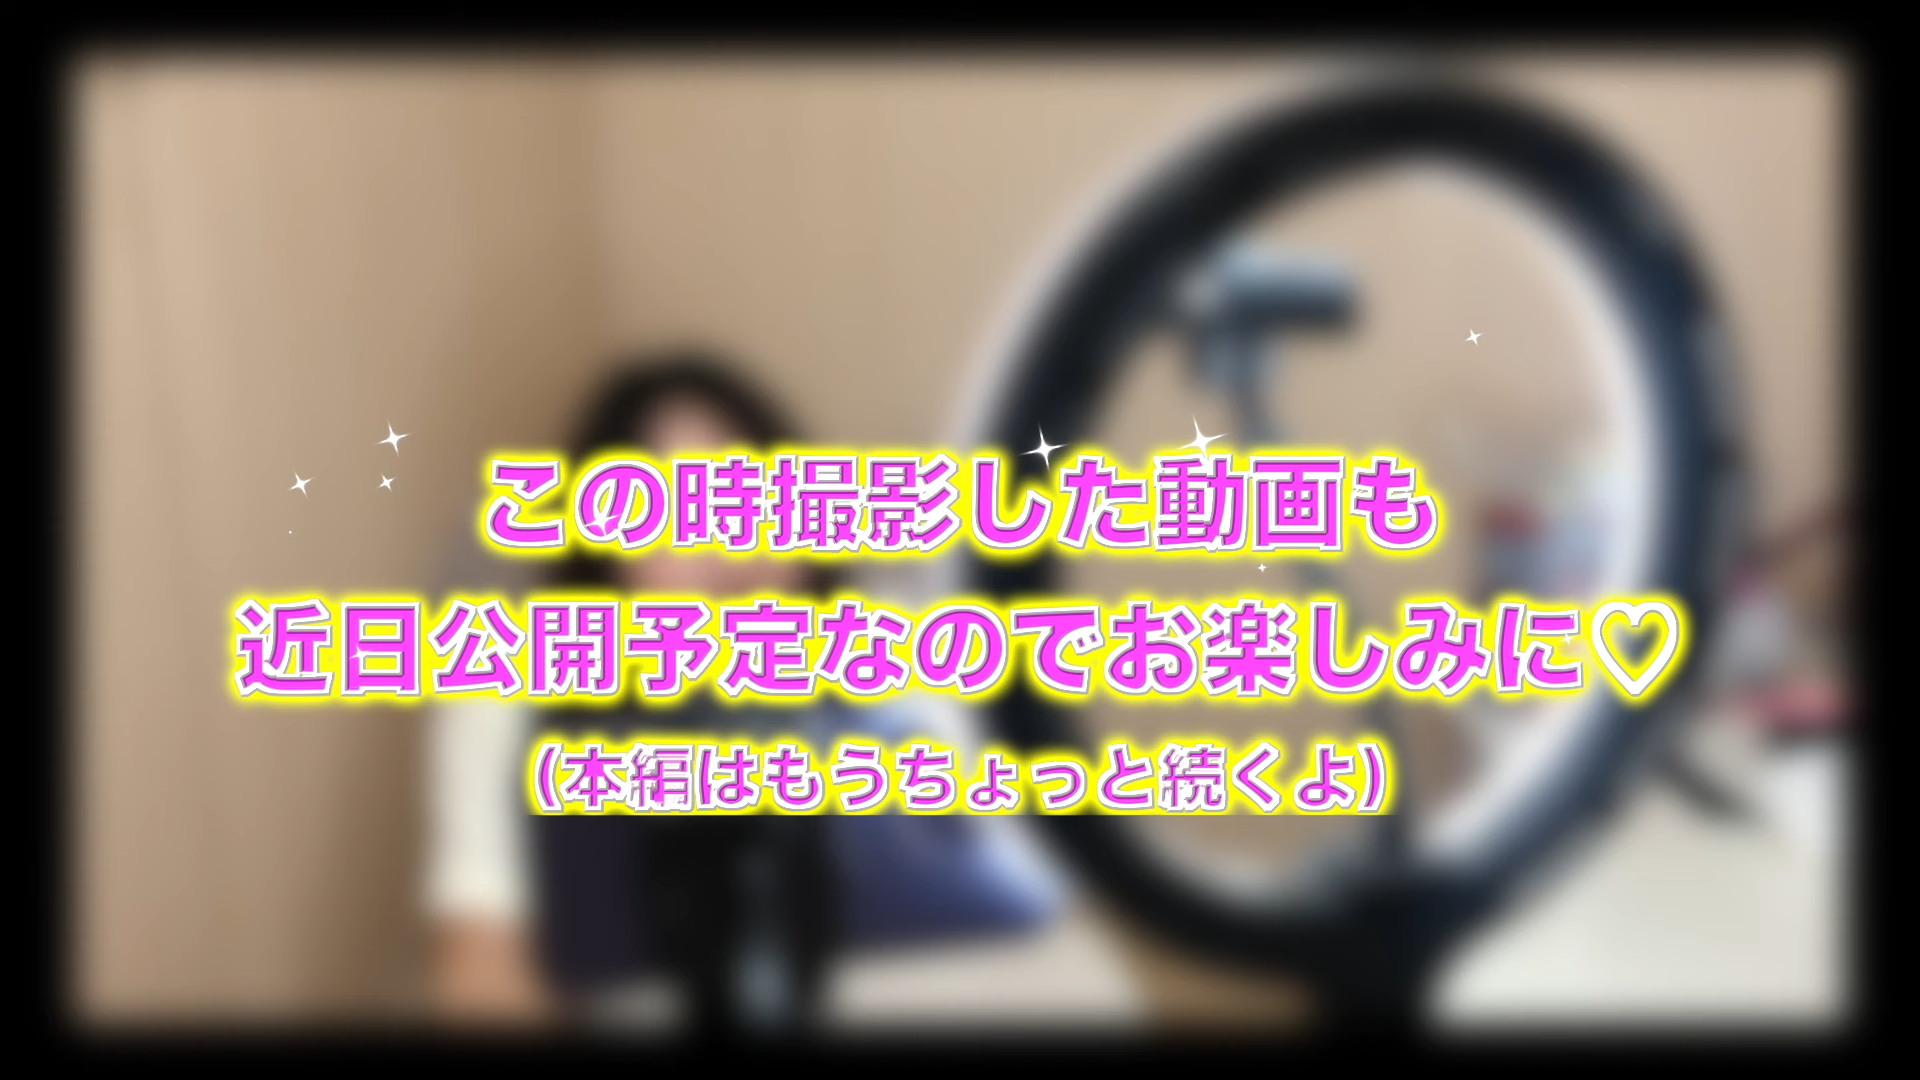 この時撮影した動画も
近日公開予定なのでお楽しみに♡
(本編はもうちょっと続くよ)